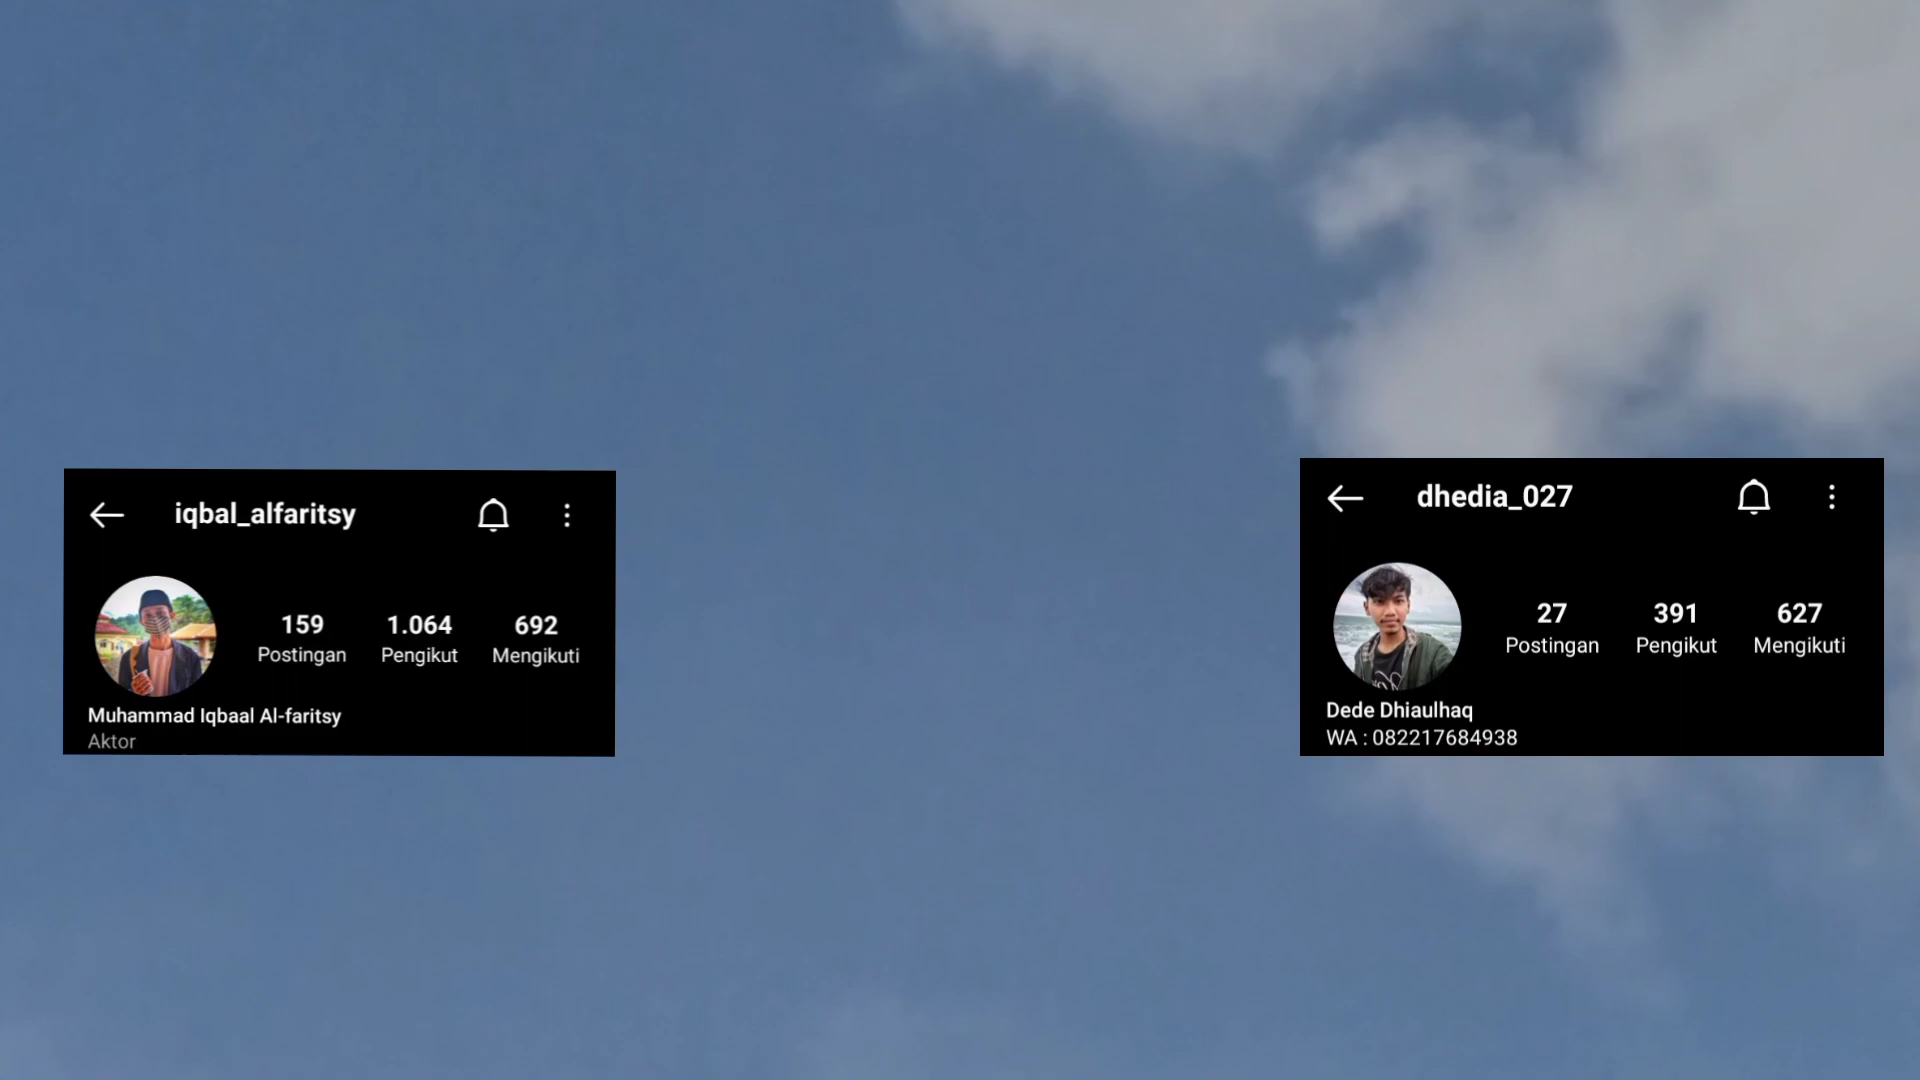 iqbal_alfaritsy
159 1.064 692
Postingan Pengikut Mengikuti
Muhammad Iqbaal Al-faritsy
Aktor
dhedia_027
27 391 627
Postingan Pengikut Mengikuti
Dede Dhiaulhaq
WA : 082217684938